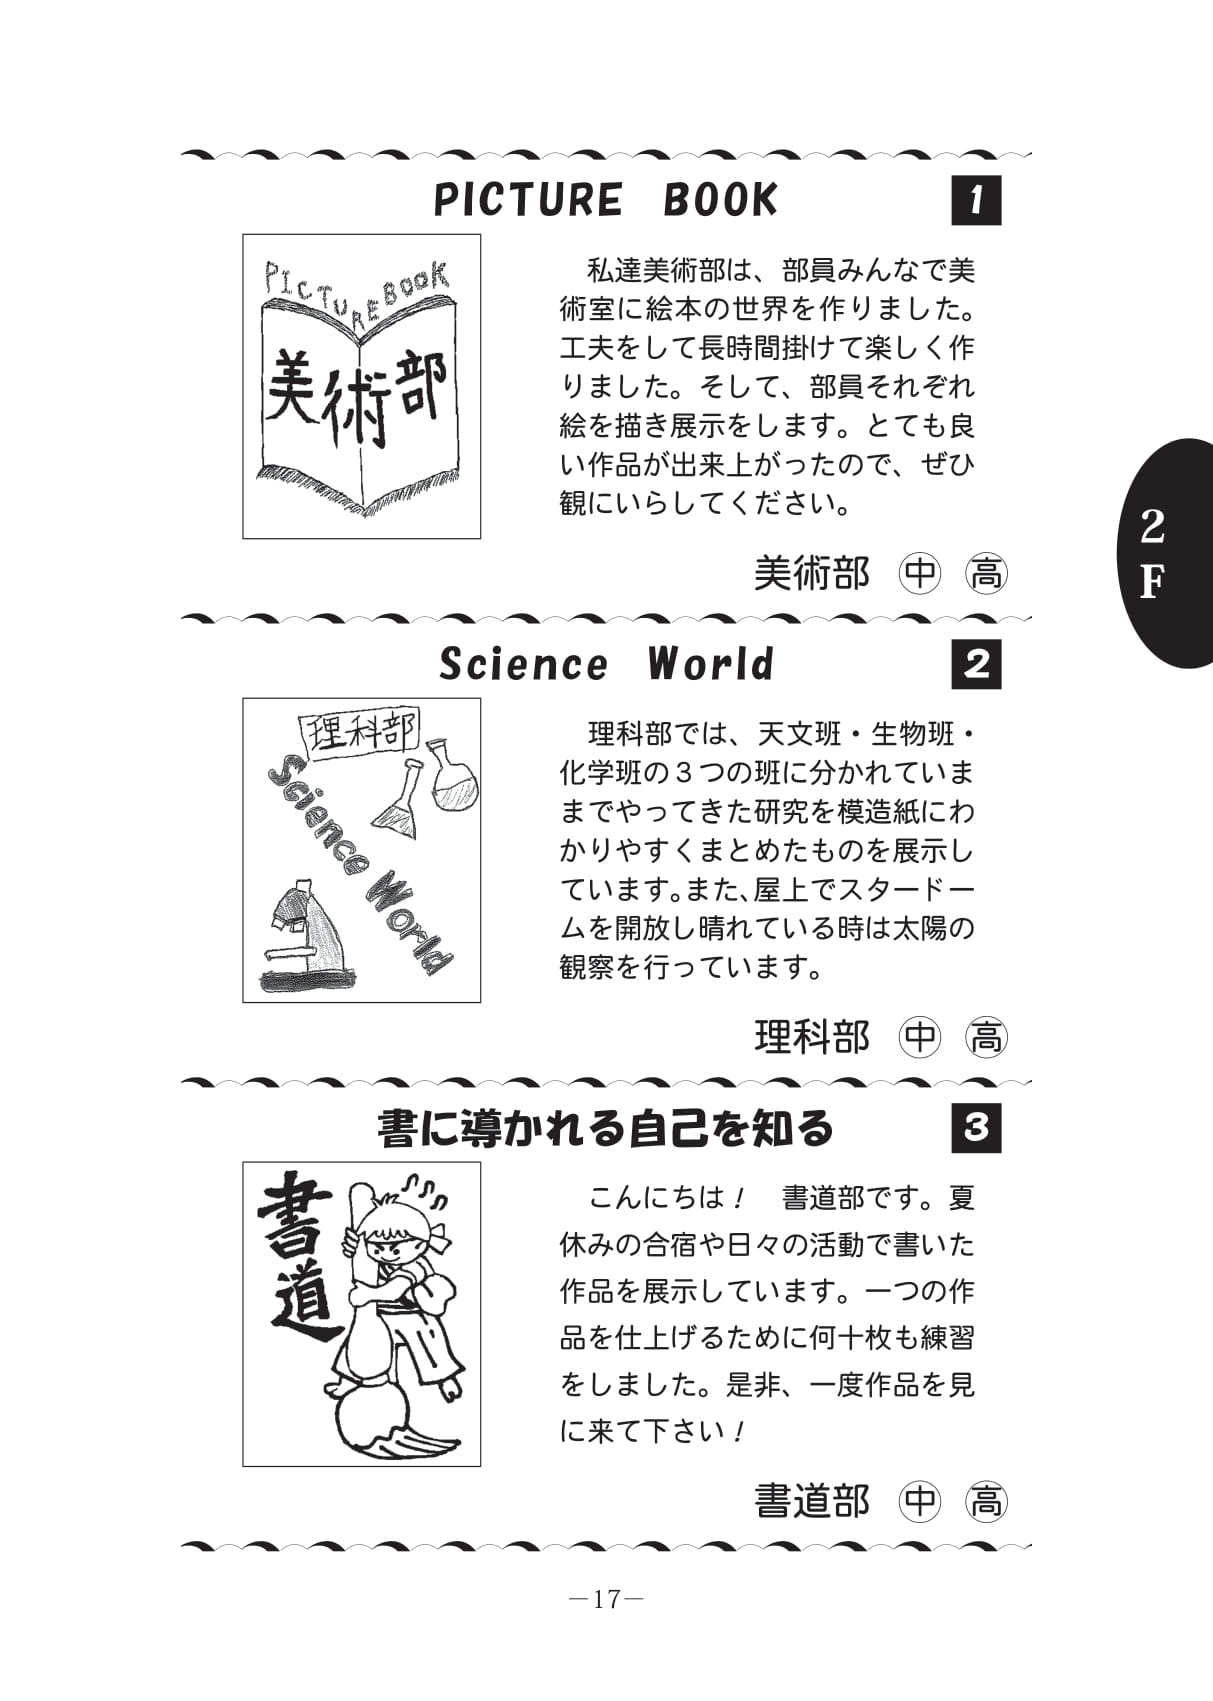 PICTURE BOOK
1
PICTURE BOOK
美術部
私達美術部は、部員みんなで美
術室に絵本の世界を作りました。
工夫をして長時間掛けて楽しく作
りました。そして、部員それぞれ
絵を描き展示をします。とても良
い作品が出来上がったので、ぜひ
観にいらしてください。
美術部 ㊥ 高
2
F
Science World
2
理科部
Science World
理科部では、天文班・生物班・
化学班の３つの班に分かれていま
までやってきた研究を模造紙にわ
かりやすくまとめたものを展示し
ています。また、屋上でスタードー
ムを開放し晴れている時は太陽の
観察を行っています。
理科部 ㊥ 高
書に導かれる自己を知る
3
書道
こんにちは！　書道部です。夏
休みの合宿や日々の活動で書いた
作品を展示しています。一つの作
品を仕上げるために何十枚も練習
をしました。是非、一度作品を見
に来て下さい！
書道部 ㊥ 高
―17―